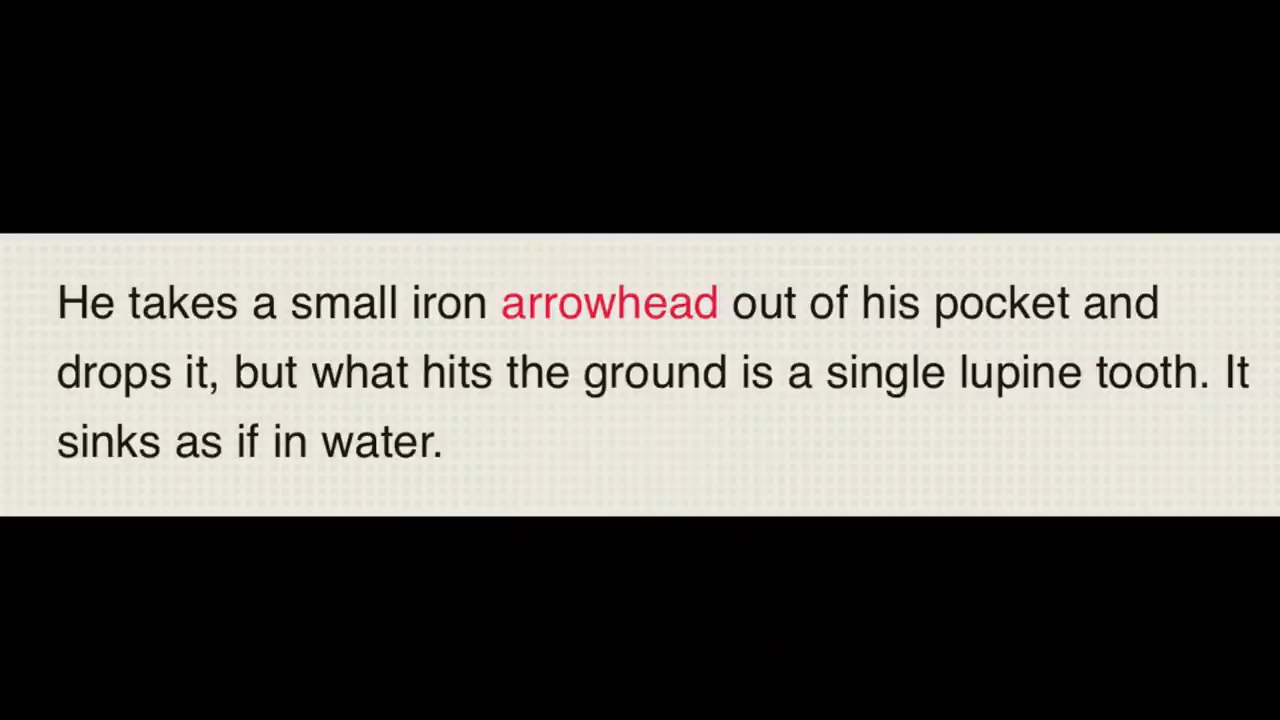 He takes a small iron arrowhead out of his pocket and
drops it, but what hits the ground is a single lupine tooth. It
sinks as if in water.